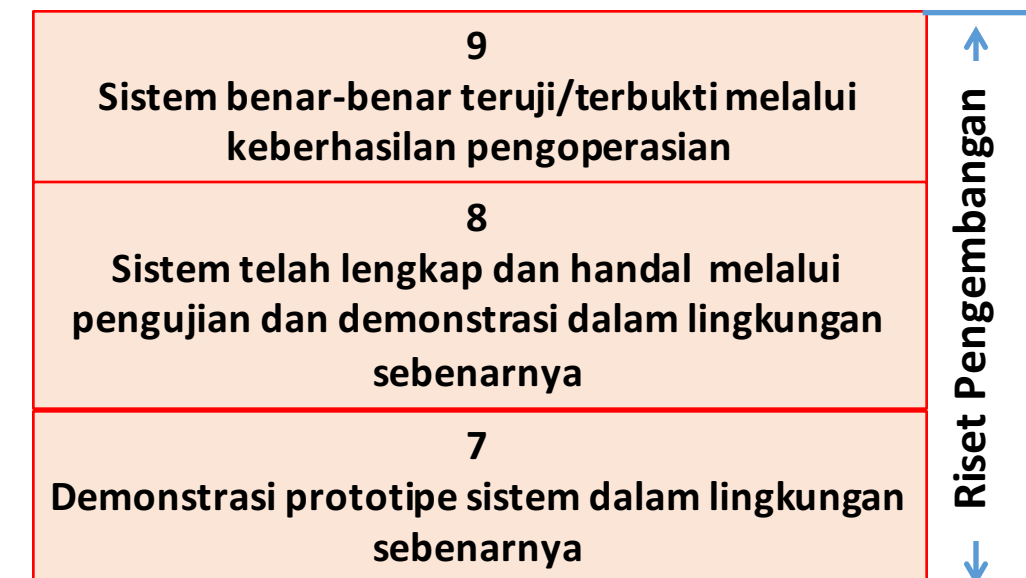 9
Sistem benar-benar teruji/terbukti melalui
keberhasilan pengoperasian
8
Sistem telah lengkap dan handal melalui
pengujian dan demonstrasi dalam lingkungan
sebenarnya
7
Demonstrasi prototipe sistem dalam lingkungan
sebenarnya
Riset Pengembangan